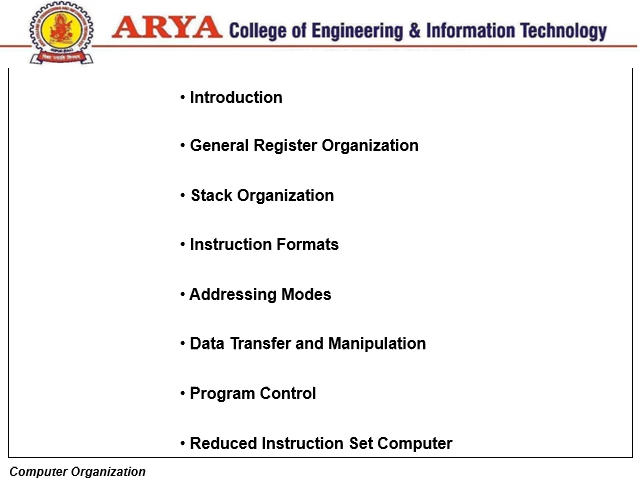 ARYA College of Engineering & Information Technology
• Introduction
• General Register Organization
• Stack Organization
• Instruction Formats
• Addressing Modes
• Data Transfer and Manipulation
• Program Control
• Reduced Instruction Set Computer
Computer Organization